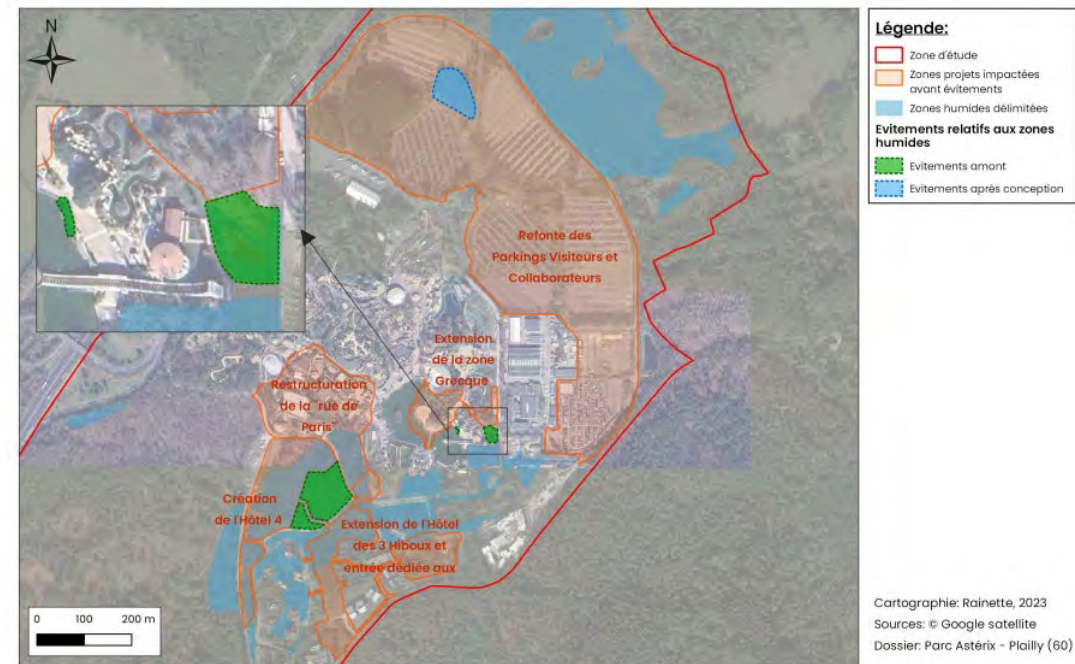 N
Refonte des
Parkings Visiteurs et
Collaborateurs
Extension
de la zone
Grecque
Restructuration
de la "rue de
Paris"
Création
de l'Hôtel 4
Extension de l'Hôtel
des 3 Hiboux et
entrée dédiée aux
0 100 200 m
Légende:
Zone d'étude
Zones projets impactées
avant évitements
Zones humides délimitées
Evitements relatifs aux zones
humides
Evitements amont
Evitements après conception
Cartographie: Rainette, 2023
Sources: © Google satellite
Dossier: Parc Astérix - Plailly (60)